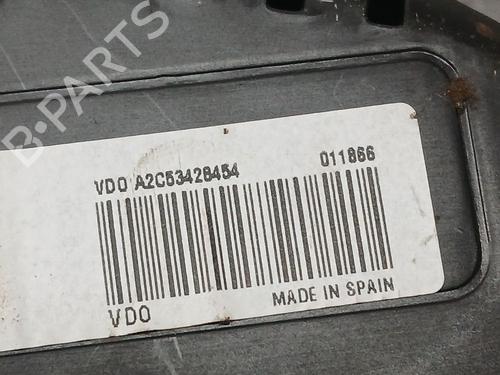 B-PARTS
VDO A2C53428454 011866
VDO MADE IN SPAIN